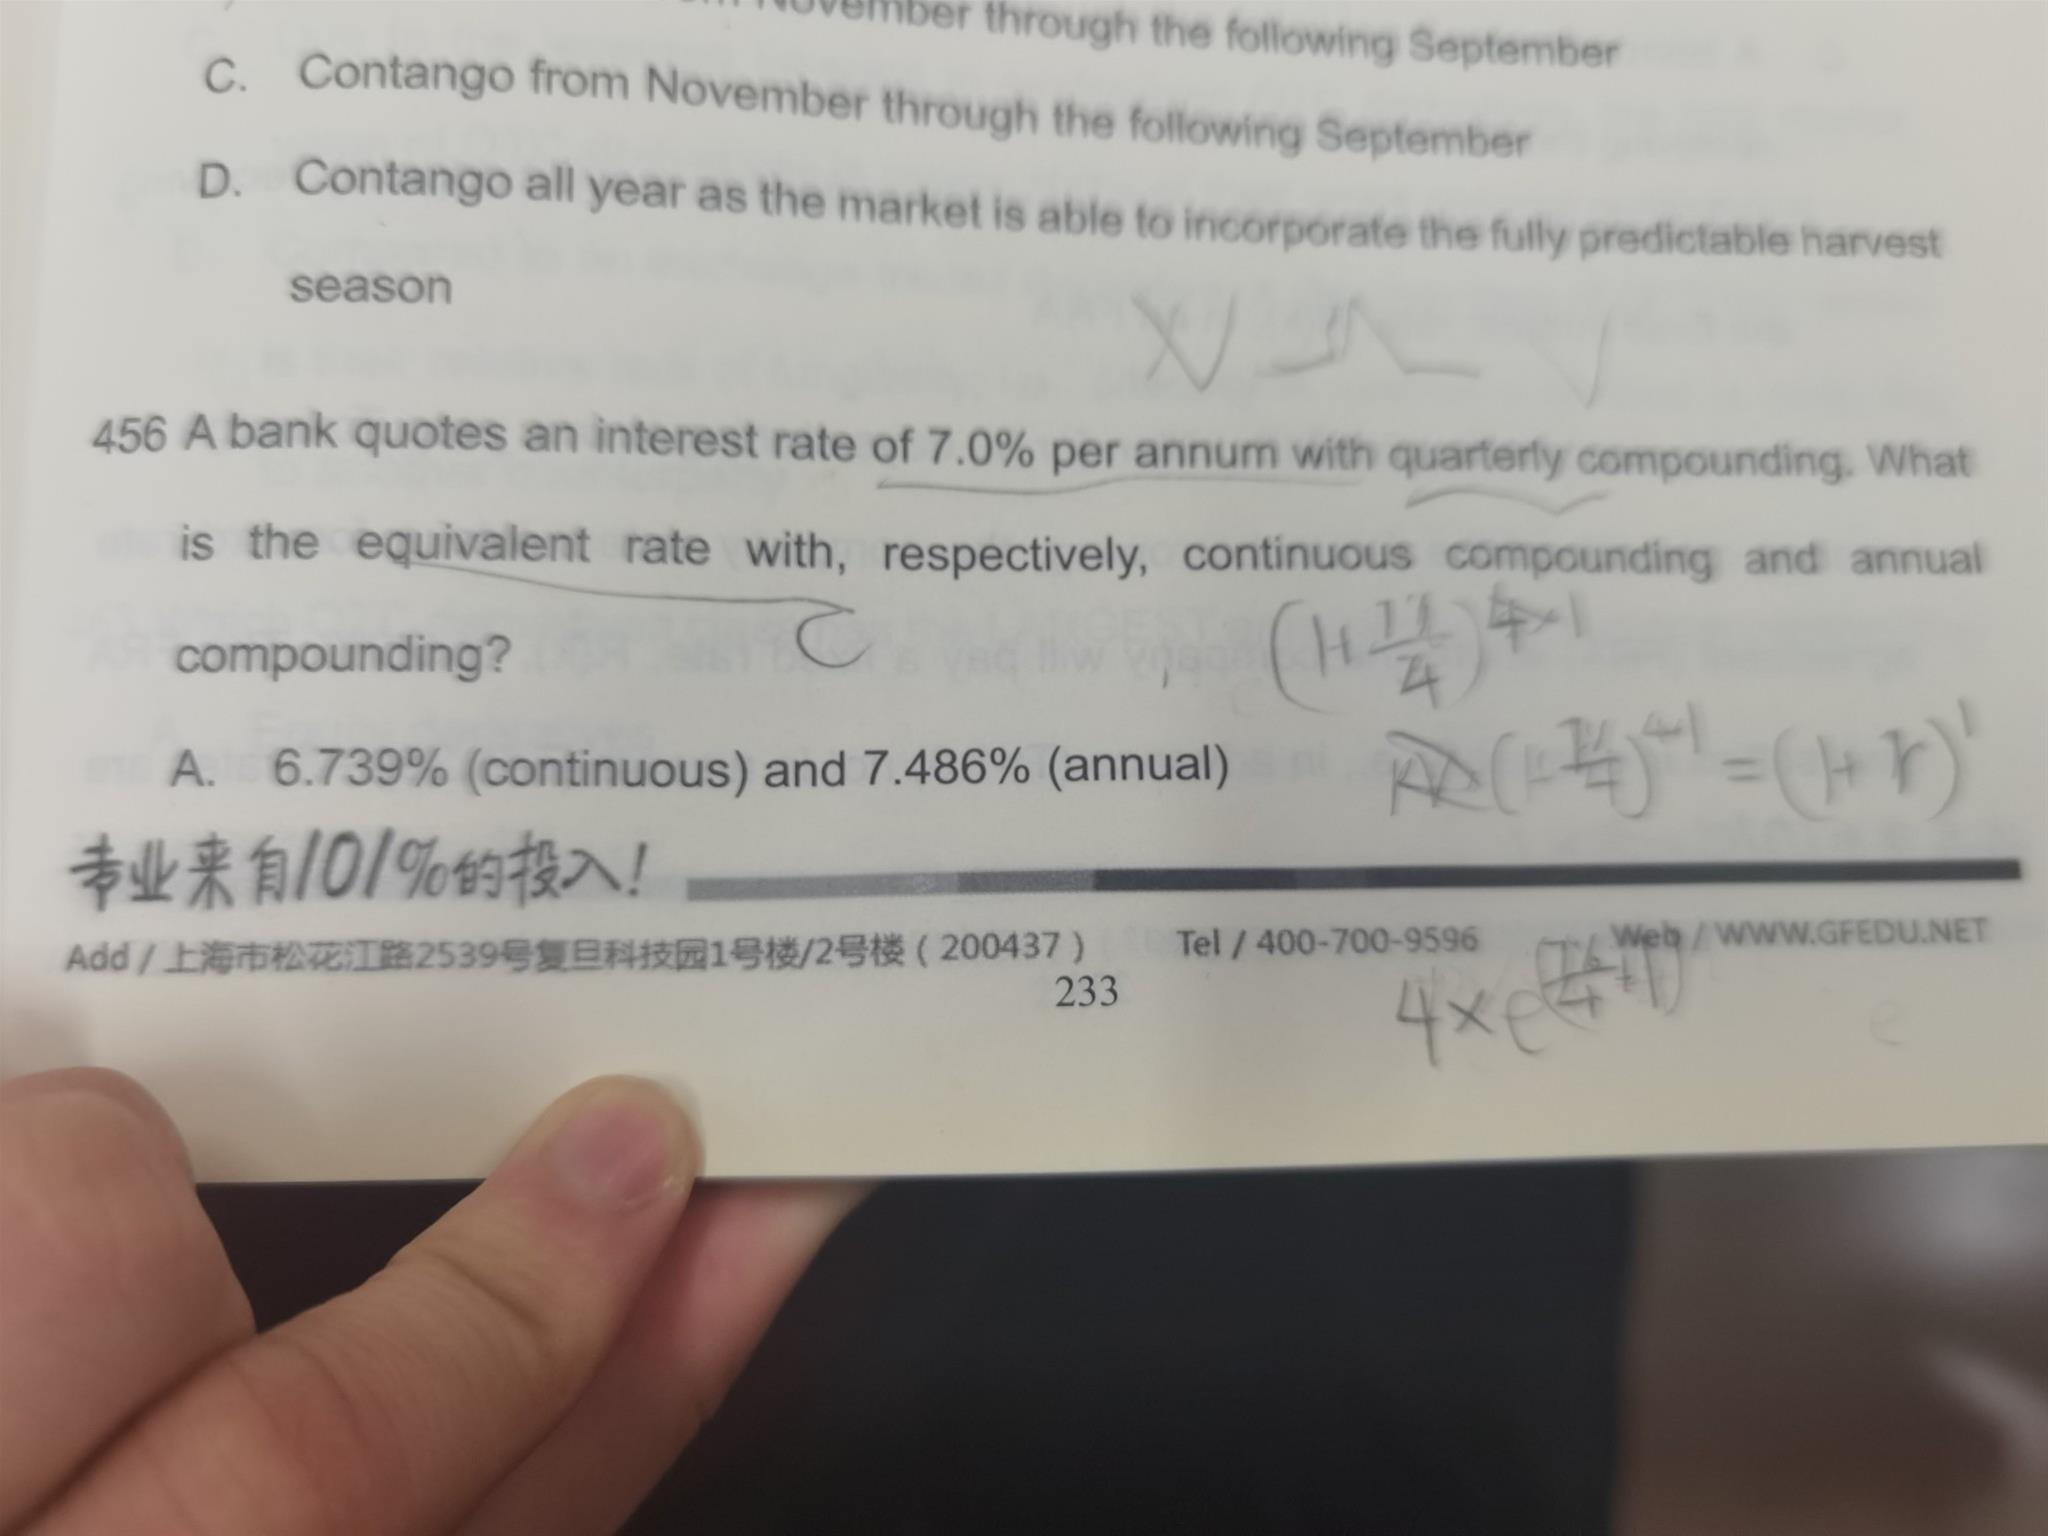 November through the following September
C. Contango from November through the following September
D. Contango all year as the market is able to incorporate the fully predictable harvest
season
456 A bank quotes an interest rate of 7.0% per annum with quarterly compounding. What
is the equivalent rate with, respectively, continuous compounding and annual
compounding?
A. 6.739% (continuous) and 7.486% (annual)
= (1+r)^1
专业来自101%的投入!
Add / 上海市松花江路2539号复旦科技园1号楼/2号楼 ( 200437 ) Tel / 400-700-9596 Web / WWW.GFEDU.NET
233